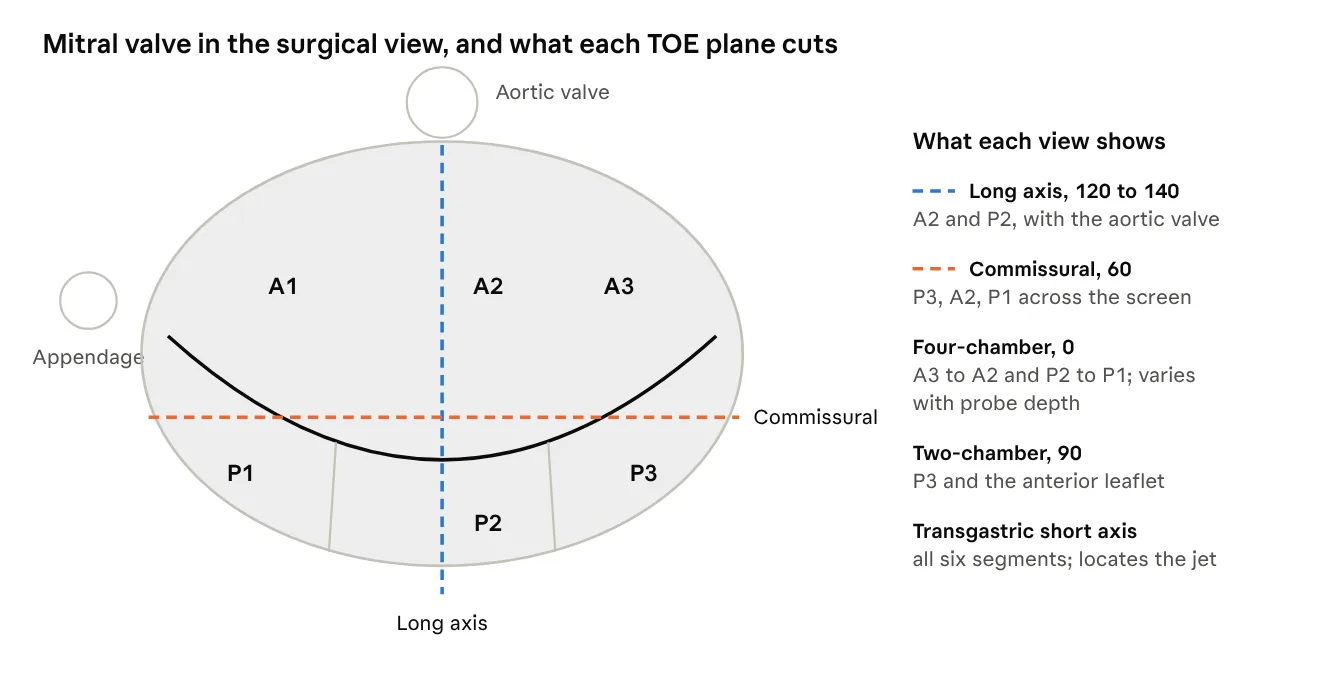 Mitral valve in the surgical view, and what each TOE plane cuts
Aortic valve
A1
A2
A3
Appendage
Commissural
P1
P3
P2
Long axis
What each view shows
Long axis, 120 to 140
A2 and P2, with the aortic valve
Commissural, 60
P3, A2, P1 across the screen
Four-chamber, 0
A3 to A2 and P2 to P1; varies
with probe depth
Two-chamber, 90
P3 and the anterior leaflet
Transgastric short axis
all six segments; locates the jet